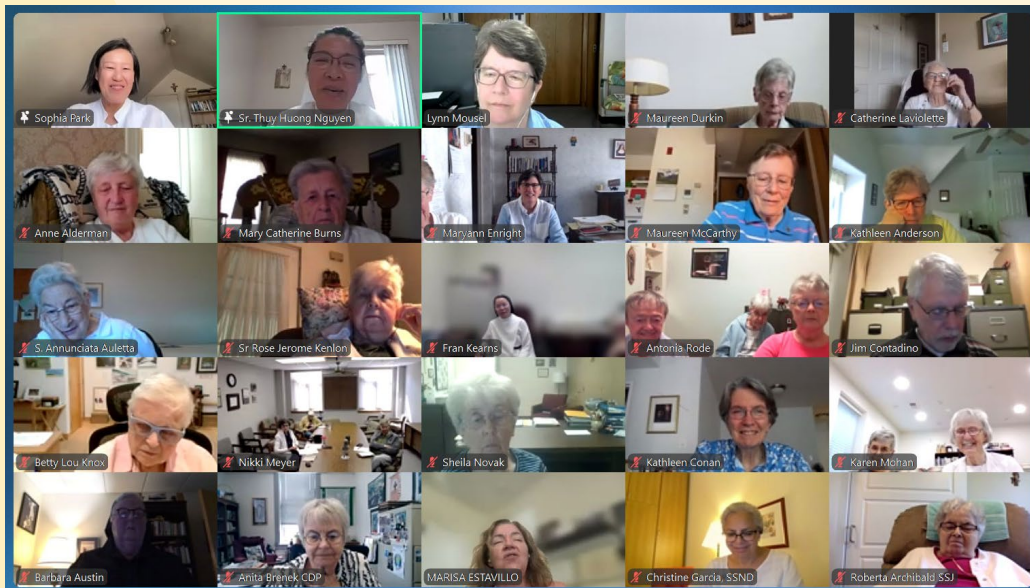 Sophia Park
Sr. Thuy Huong Nguyen
Lynn Mousel
Maureen Durkin
Catherine Laviolette
Anne Alderman
Mary Catherine Burns
Maryann Enright
Maureen McCarthy
Kathleen Anderson
S. Annunciata Auletta
Sr Rose Jerome Kenlon
Fran Kearns
Antonia Rode
Jim Contadino
Betty Lou Knox
Nikki Meyer
Sheila Novak
Kathleen Conan
Karen Mohan
Barbara Austin
Anita Brenek CDP
MARISA ESTAVILLO
Christine Garcia, SSND
Roberta Archibald SSJ